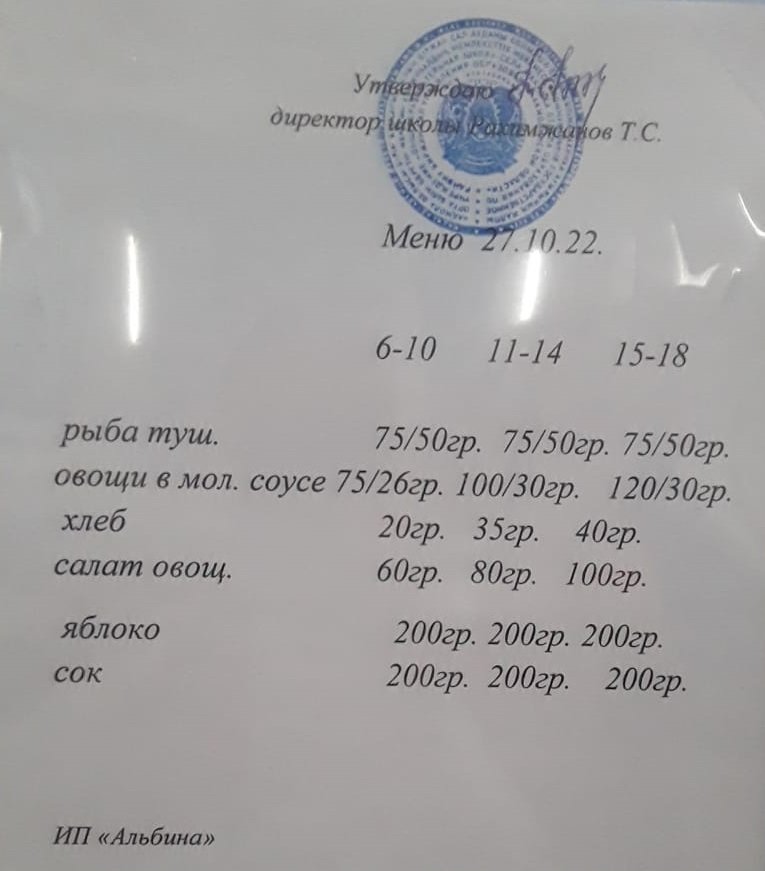 Утверждаю
директор школы Рахимжанов Т.С.
Меню 27.10.22.
6-10 11-14 15-18
рыба туш. 75/50гр. 75/50гр. 75/50гр.
овощи в мол. соусе 75/26гр. 100/30гр. 120/30гр.
хлеб 20гр. 35гр. 40гр.
салат овощ. 60гр. 80гр. 100гр.
яблоко 200гр. 200гр. 200гр.
сок 200гр. 200гр. 200гр.
ИП «Альбина»